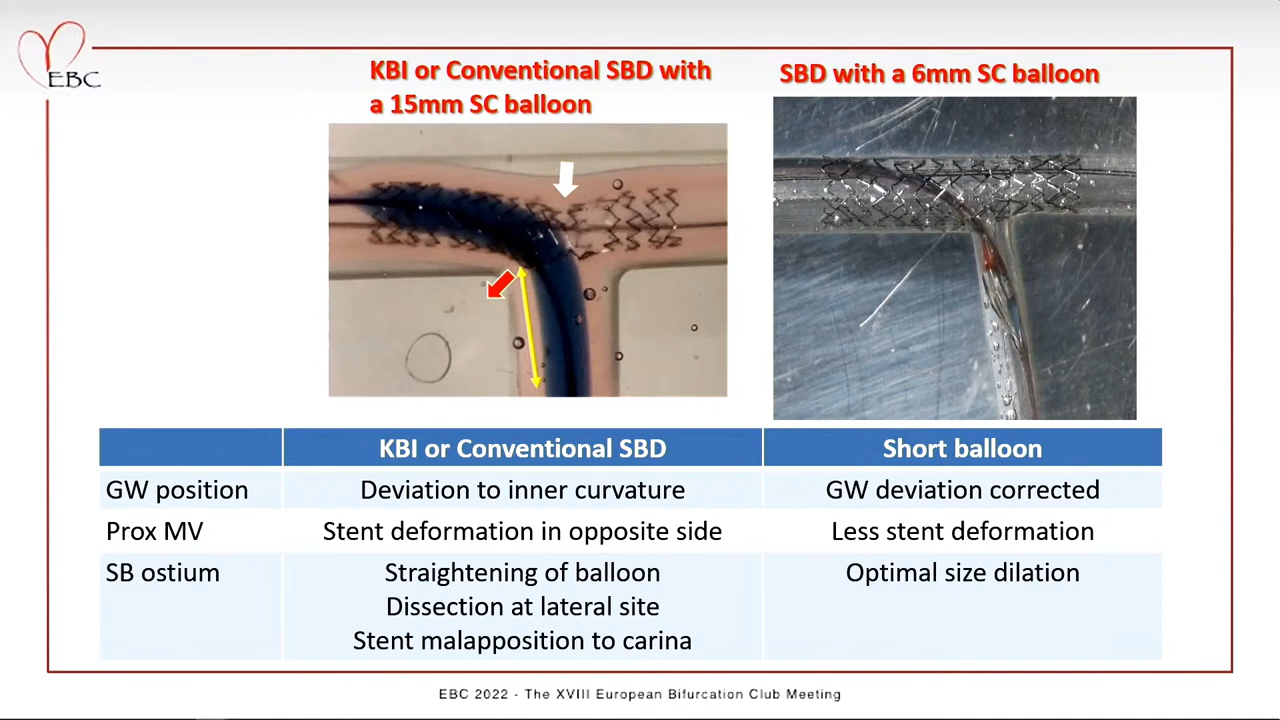 EBC
KBI or Conventional SBD with
a 15mm SC balloon
SBD with a 6mm SC balloon
KBI or Conventional SBD
Short balloon
GW position
Deviation to inner curvature
GW deviation corrected
Prox MV
Stent deformation in opposite side
Less stent deformation
SB ostium
Straightening of balloon
Dissection at lateral site
Stent malapposition to carina
Optimal size dilation
EBC 2022 - The XVIII European Bifurcation Club Meeting